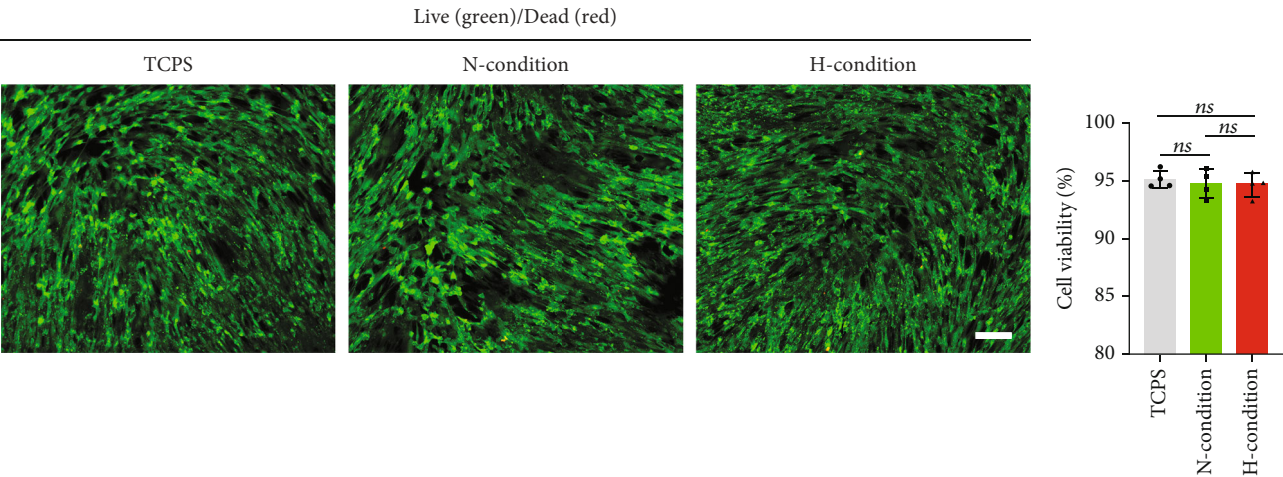 Live (green)/Dead (red)
TCPS
N-condition
H-condition
Cell viability (%)
100
95
90
85
80
ns
ns
ns
TCPS
N-condition
H-condition